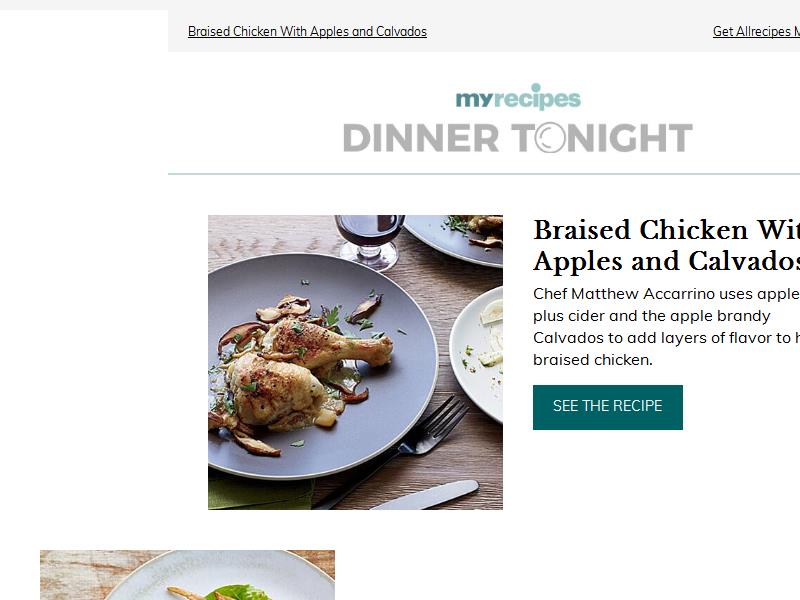 Braised Chicken With Apples and Calvados
Get Allrecipes
myrecipes
DINNER TONIGHT
Braised Chicken
Apples and Calvados
Chef Matthew Accarrino uses apple
plus cider and the apple brandy
Calvados to add layers of flavor to
braised chicken.
SEE THE RECIPE